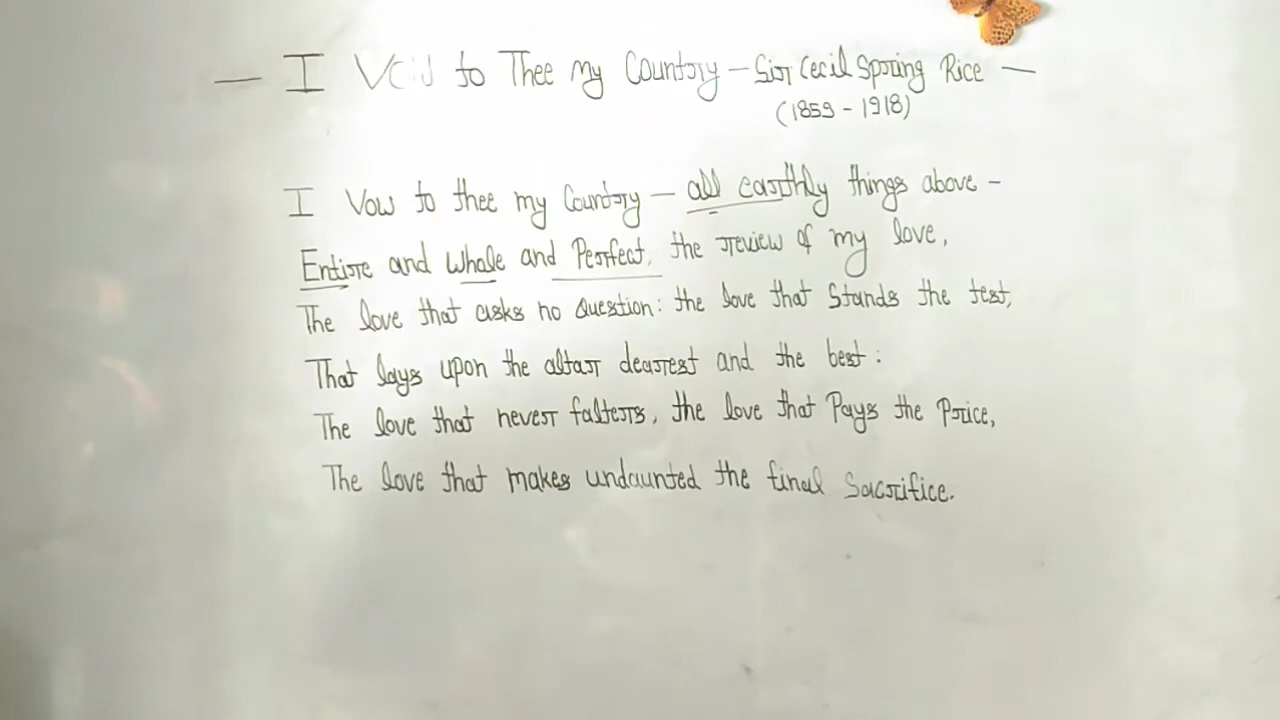 — I to Thee My Country — Sir Cecil Spring Rice —
(1859 - 1918)
I Vow to thee my Country — all earthly things above -
Entire and whole and Perfect, the review of my love,
The love that asks no Question: the love that Stands the test,
That lays upon the altar dearest and the best:
The love that never falters, the love that Pays the Price,
The love that makes undaunted the final Sacrifice.